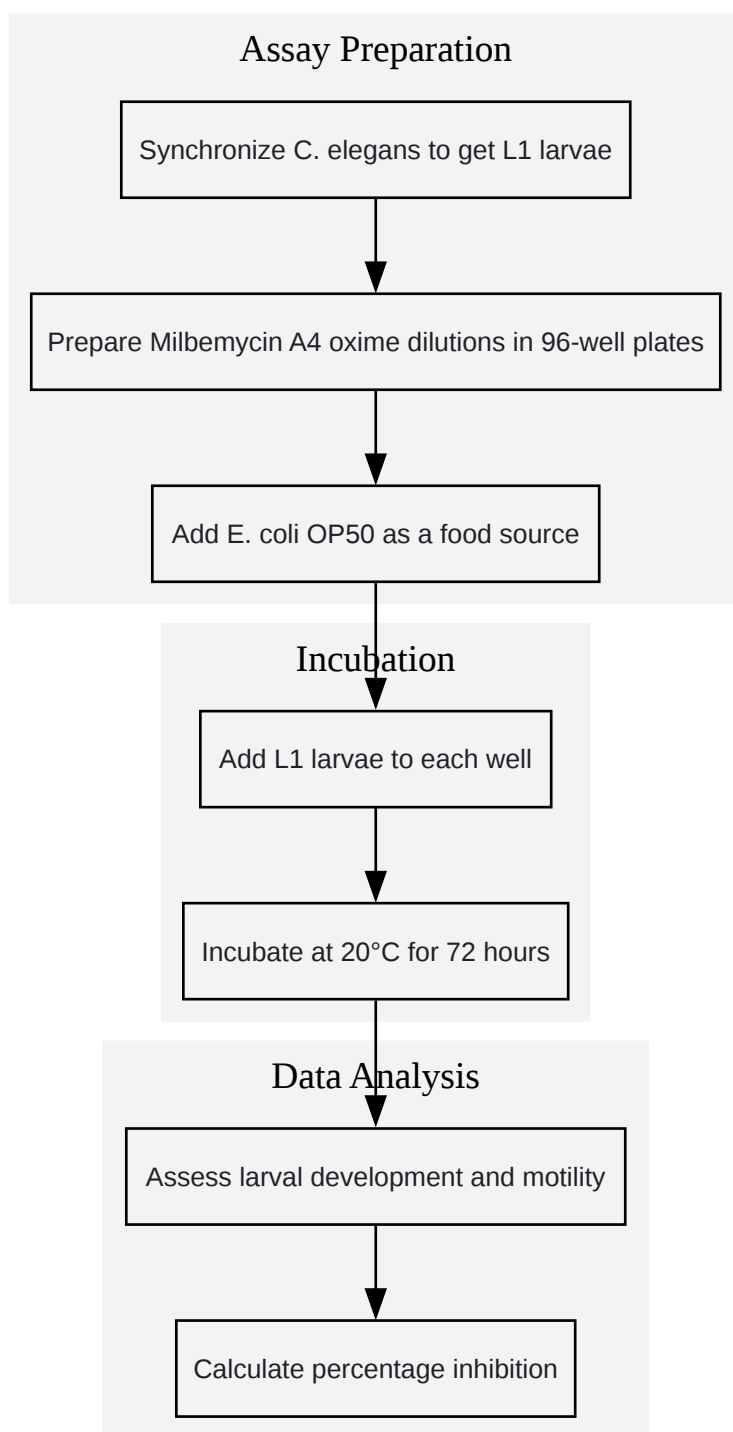 Assay Preparation
Synchronize C. elegans to get L1 larvae
Prepare Milbemycin A4 oxime dilutions in 96-well plates
Add E. coli OP50 as a food source
Incubation
Add L1 larvae to each well
Incubate at 20°C for 72 hours
Data Analysis
Assess larval development and motility
Calculate percentage inhibition